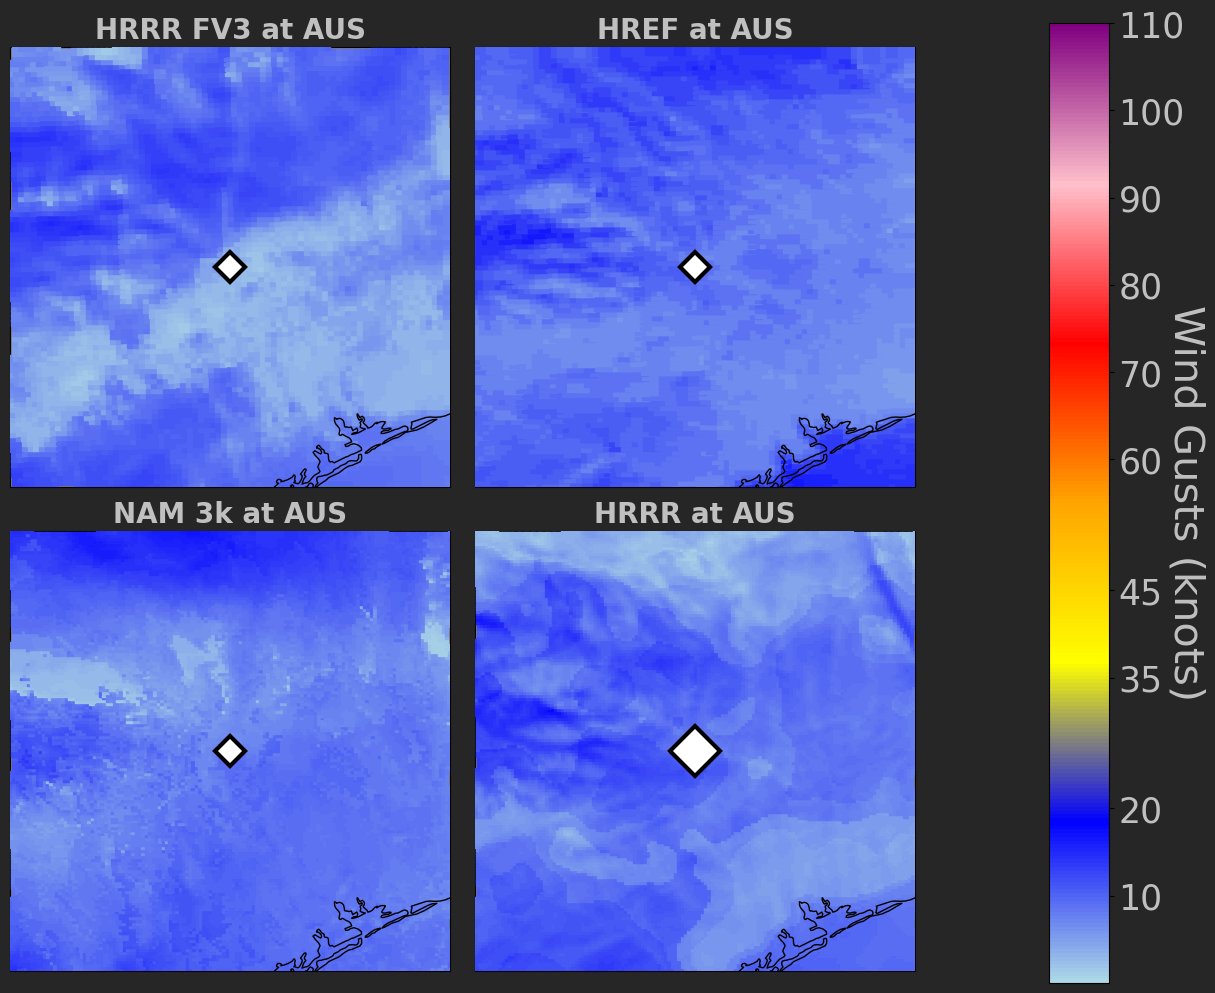 HRRR FV3 at AUS
HREF at AUS
NAM 3k at AUS
HRRR at AUS
110
100
90
80
70
60
45
35
20
10
Wind Gusts (knots)